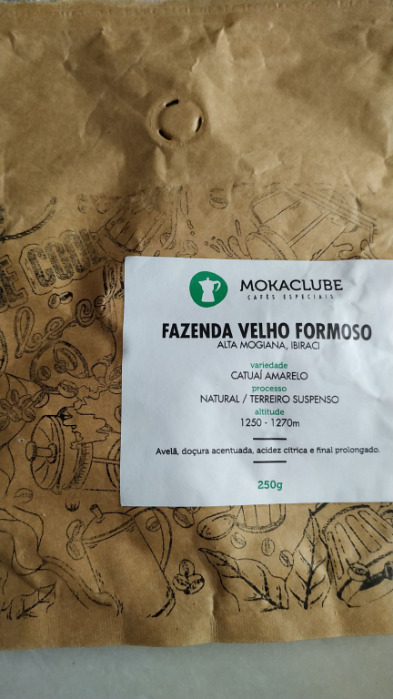 MOKACLUBE
CAFÉS ESPECIAIS
FAZENDA VELHO FORMOSO
ALTA MOGIANA, IBIRACI
variedade
CATUAÍ AMARELO
processo
NATURAL / TERREIRO SUSPENSO
altitude
1250 - 1270m
Avelã, doçura acentuada, acidez cítrica e final prolongado.
250g